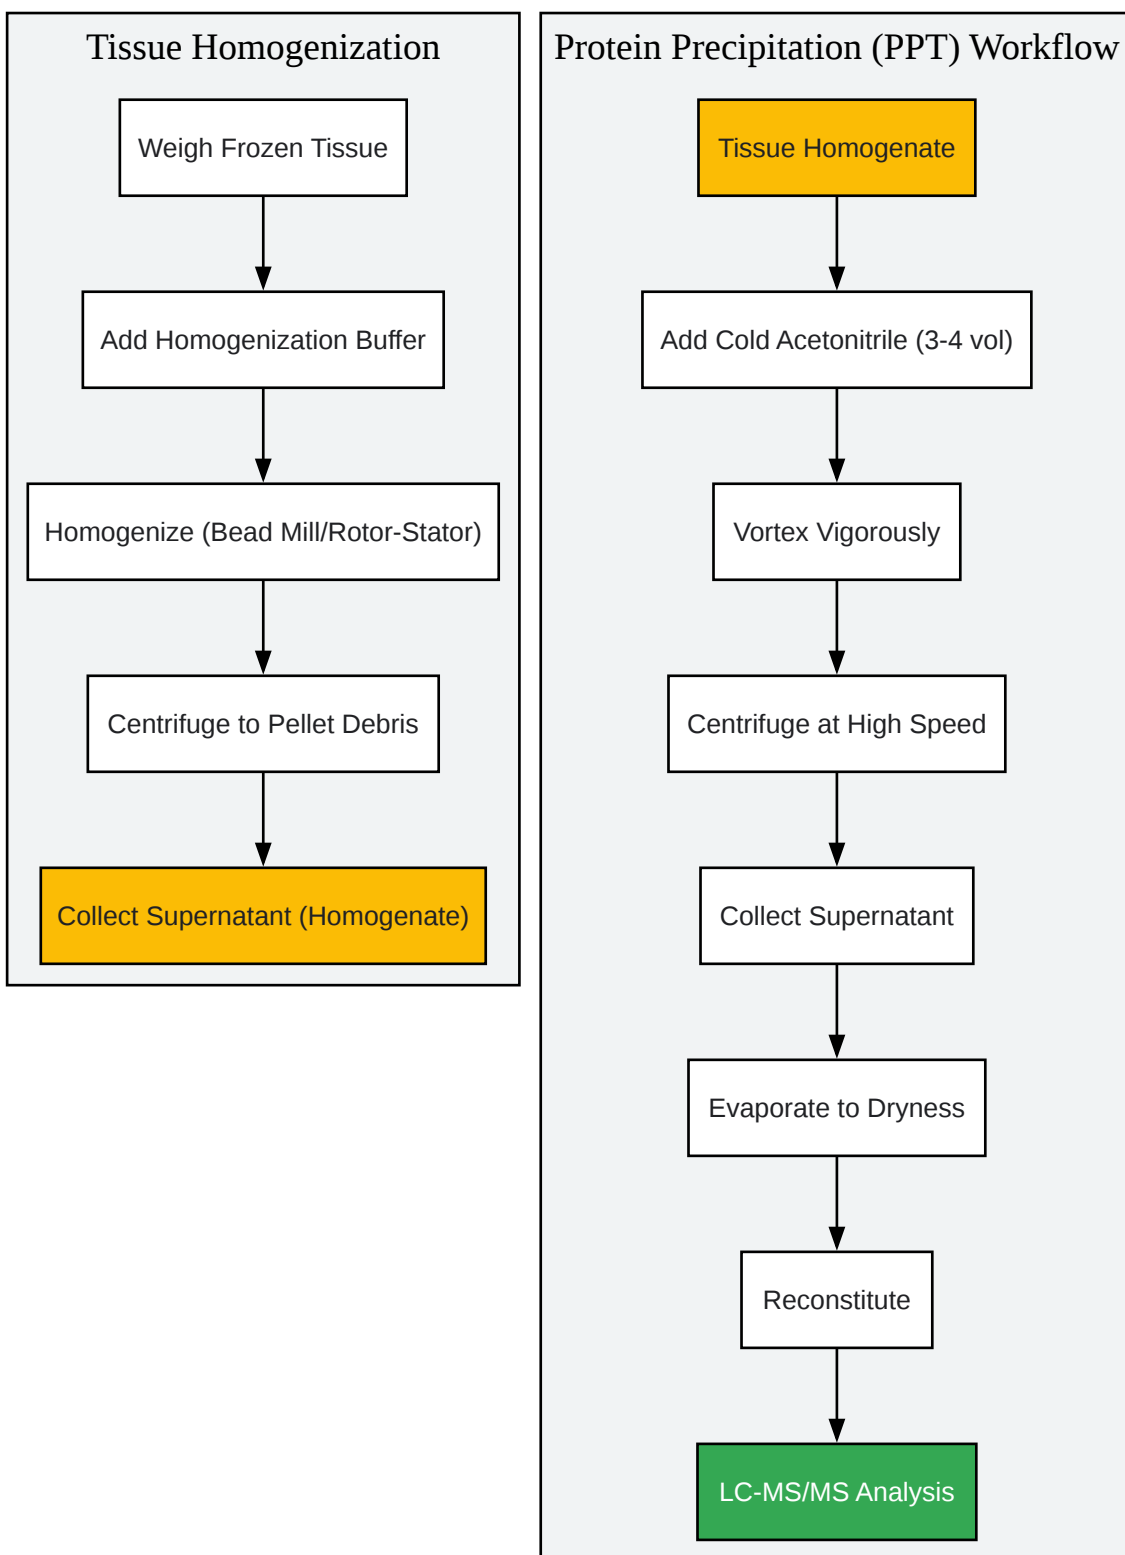 Tissue Homogenization
Weigh Frozen Tissue
Add Homogenization Buffer
Homogenize (Bead Mill/Rotor-Stator)
Centrifuge to Pellet Debris
Collect Supernatant (Homogenate)
Protein Precipitation (PPT) Workflow
Tissue Homogenate
Add Cold Acetonitrile (3-4 vol)
Vortex Vigorously
Centrifuge at High Speed
Collect Supernatant
Evaporate to Dryness
Reconstitute
LC-MS/MS Analysis